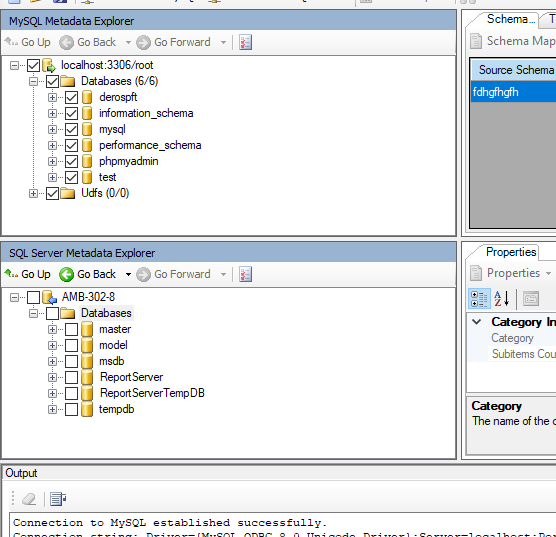 MySQL Metadata Explorer
Go Up Go Back Go Forward
localhost:3306/root
Databases (6/6)
derospft
information_schema
mysql
performance_schema
phpmyadmin
test
Udfs (0/0)
Schema...
Schema Map
Source Schema
fdhgfhgfh
SQL Server Metadata Explorer
Go Up Go Back Go Forward
AMB-302-8
Databases
master
model
msdb
ReportServer
ReportServerTempDB
tempdb
Properties
Properties
Category In
Category
Subitems Cou
Category
The name of the c
Output
Connection to MySQL established successfully.
Connection string: Driver={MySQL ODBC 8.0 Unicode Driver};Server=localhost;Por